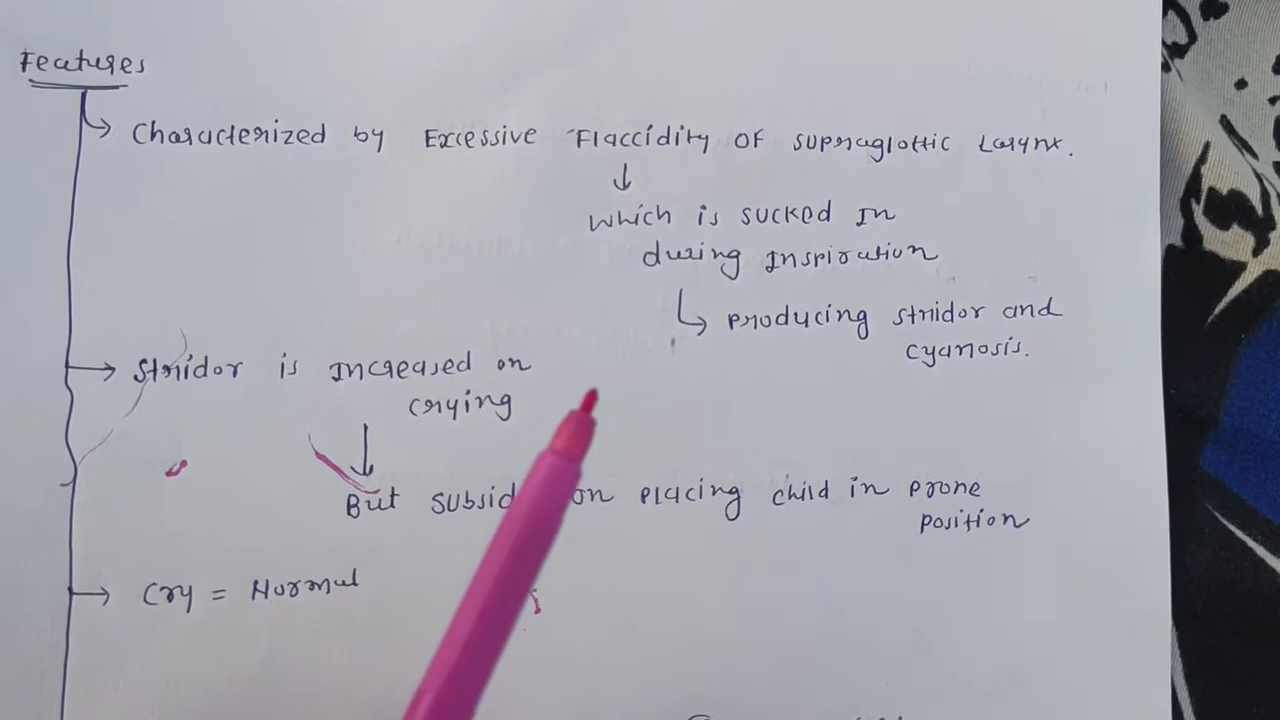 Features
Characterized by Excessive Flaccidity of supraglottic Larynx.
which is sucked In
during Inspiration
Producing stridor and
cyanosis.
Stridor is Increased on
crying
But on placing child in prone
position
Cry = Normal